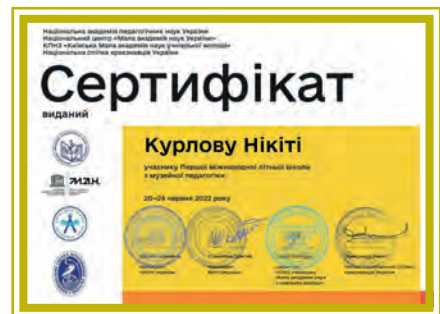 Національна академія педагогічних наук України
Національний центр «Мала академія наук України»
КПНЗ «Київська Мала академія наук учнівської молоді»
Національна спілка краєзнавців України
Сертифікат
виданий
Курлову Нікіті
учаснику Першої міжнародної літньої школи
з музейної педагогіки
20–24 червня 2022 року